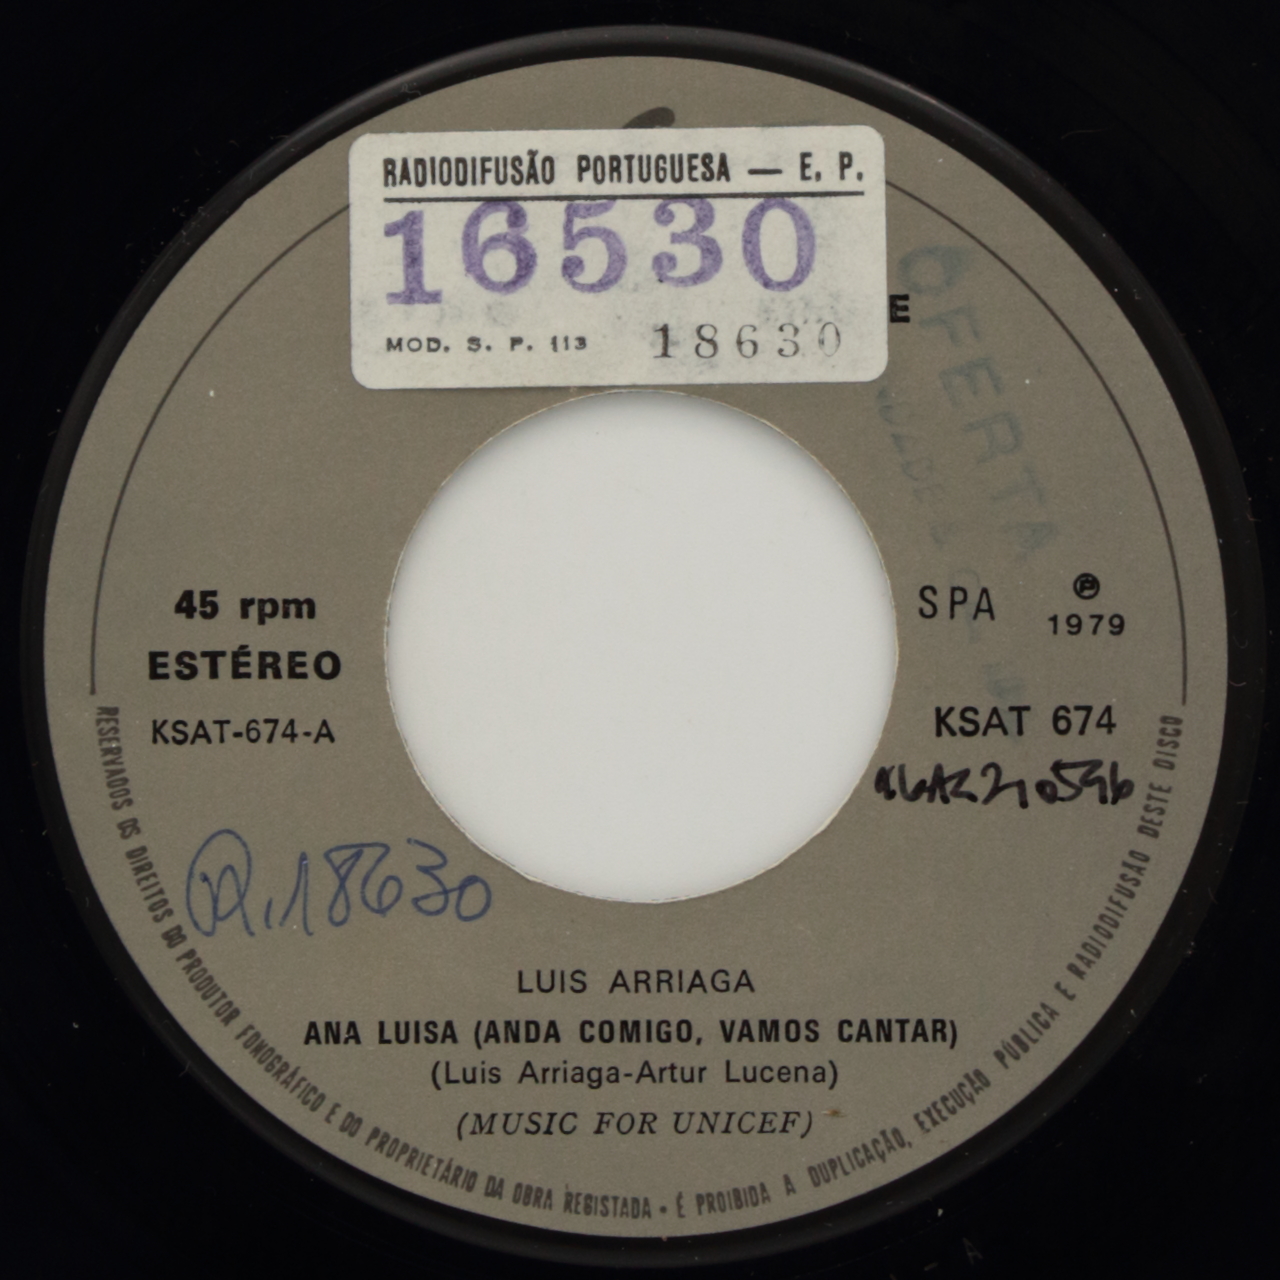 RADIODIFUSÃO PORTUGUESA — E. P.
16530
MOD. S. P. 113 18630
E
OFERTA
45 rpm
ESTÉREO
KSAT-674-A
SPA
Ⓟ
1979
KSAT 674
R.18630
LUIS ARRIAGA
ANA LUISA (ANDA COMIGO, VAMOS CANTAR)
(Luis Arriaga-Artur Lucena)
(MUSIC FOR UNICEF)
RESERVADOS OS DIREITOS DO PRODUTOR FONOGRÁFICO E DO PROPRIETÁRIO DA OBRA REGISTADA • É PROIBIDA A DUPLICAÇÃO, EXECUÇÃO PÚBLICA E RADIODIFUSÃO DESTE DISCO